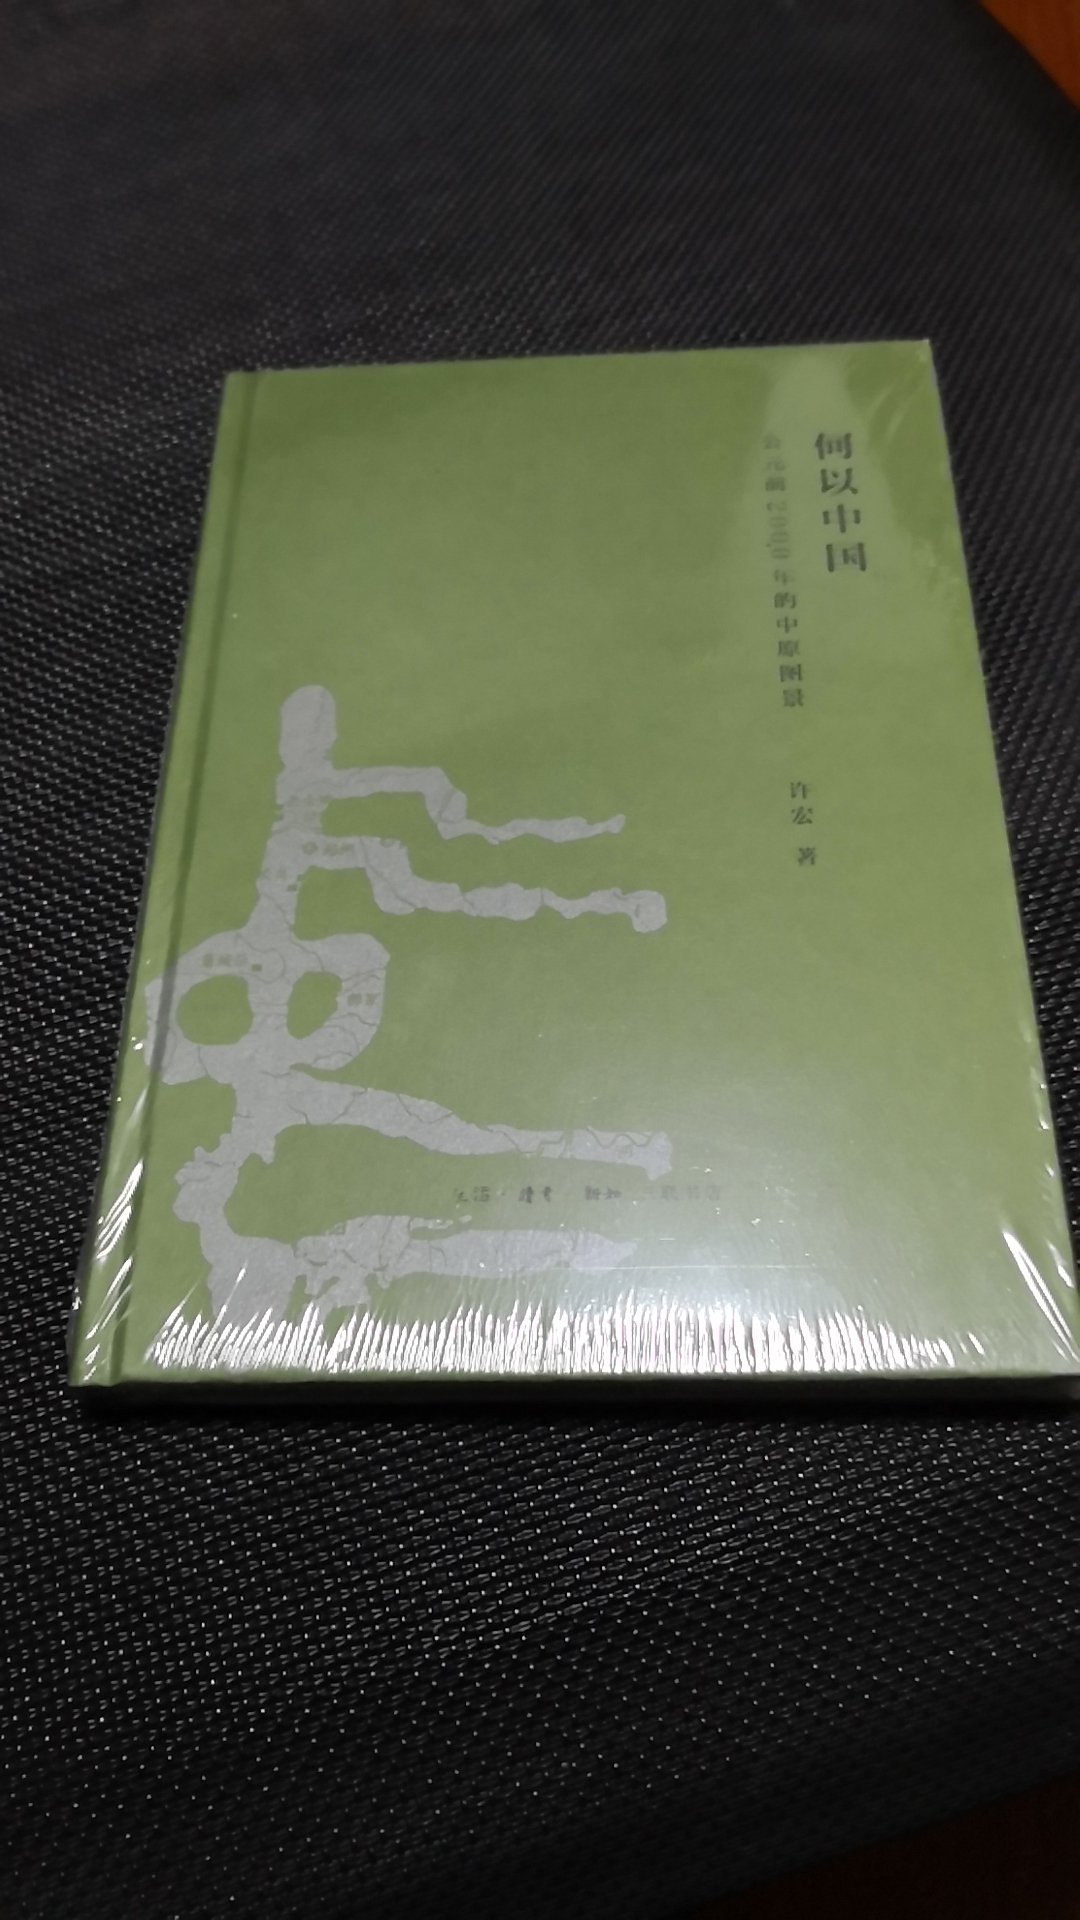 何以中国
公元前2000年的中原图景
许宏 著
生活·读书·新知 三联书店